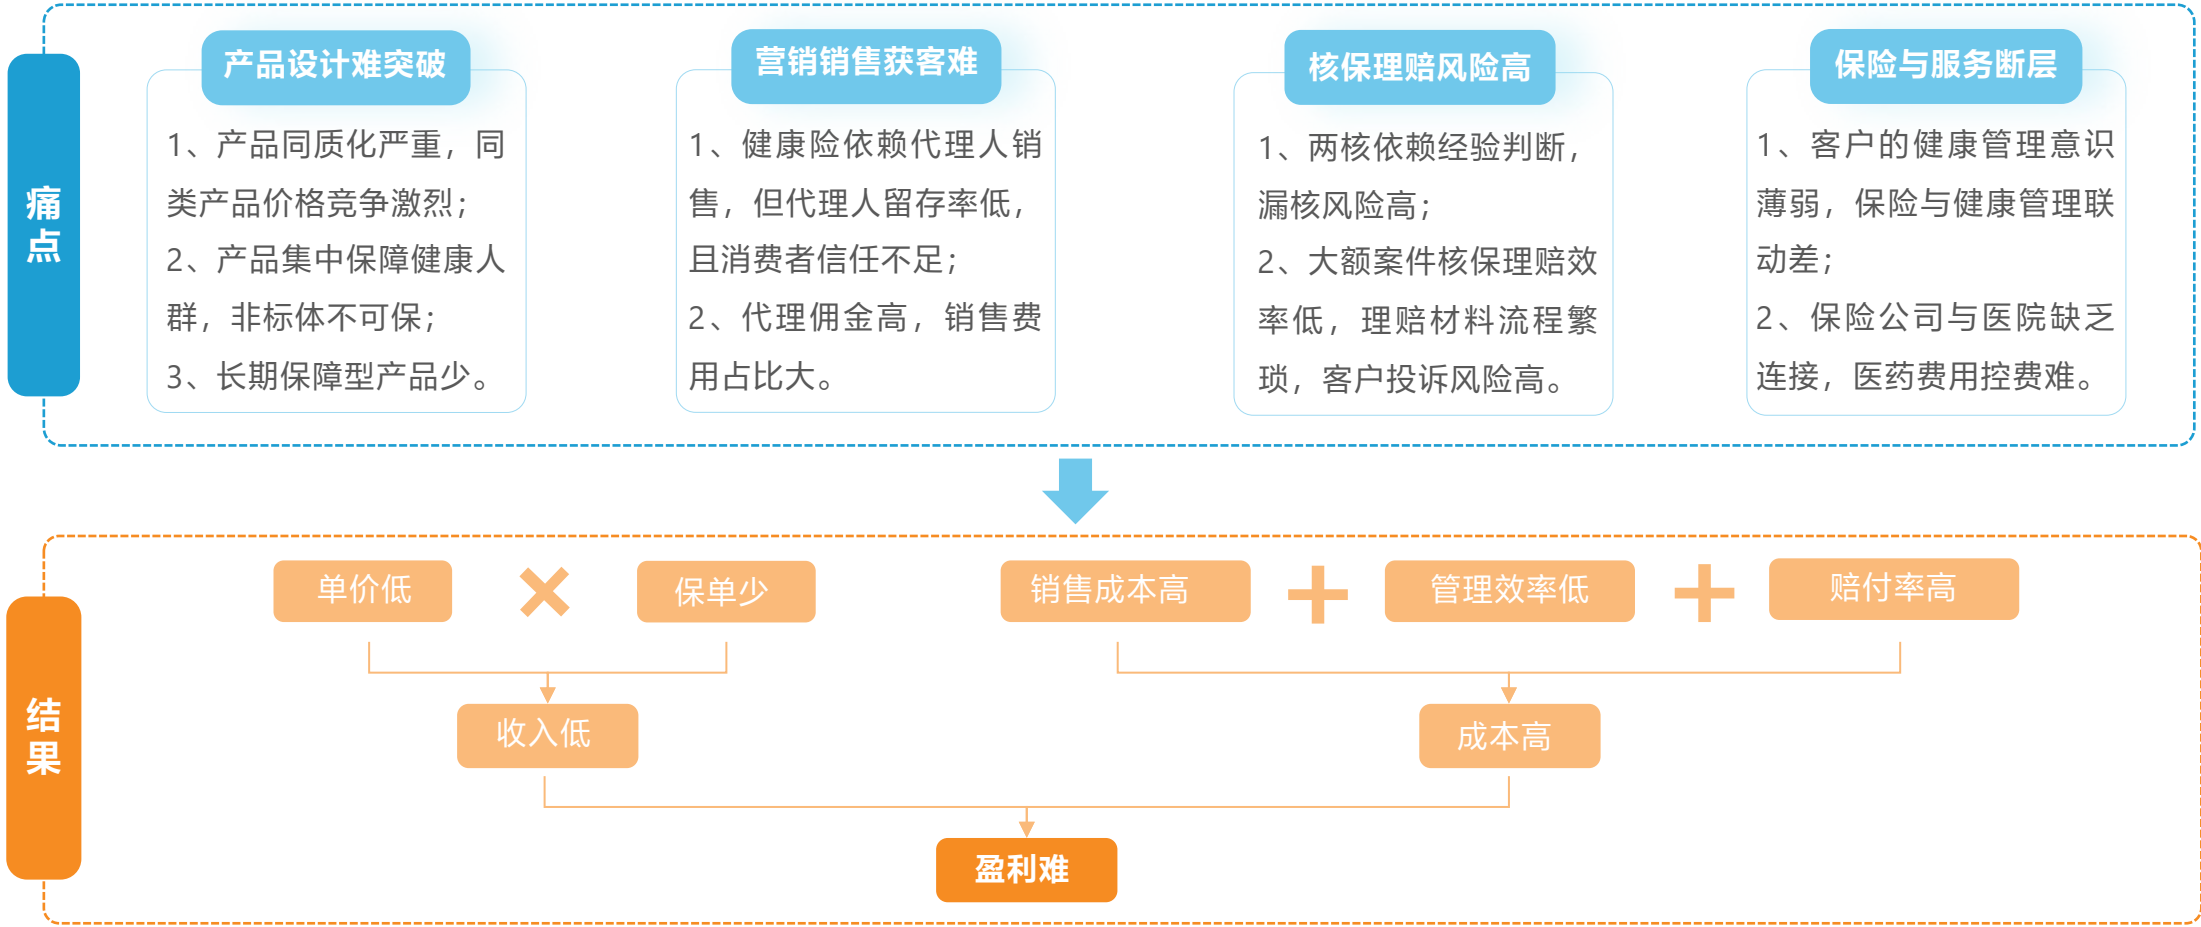 痛点
产品设计难突破
1、产品同质化严重，同
类产品价格竞争激烈；
2、产品集中保障健康人
群，非标体不可保；
3、长期保障型产品少。
营销销售获客难
1、健康险依赖代理人销
售，但代理人留存率低，
且消费者信任不足；
2、代理佣金高，销售费
用占比大。
核保理赔风险高
1、两核依赖经验判断，
漏核风险高；
2、大额案件核保理赔效
率低，理赔材料流程繁
琐，客户投诉风险高。
保险与服务断层
1、客户的健康管理意识
薄弱，保险与健康管理联
动差；
2、保险公司与医院缺乏
连接，医药费用控费难。
结果
单价低
保单少
销售成本高
管理效率低
赔付率高
收入低
成本高
盈利难